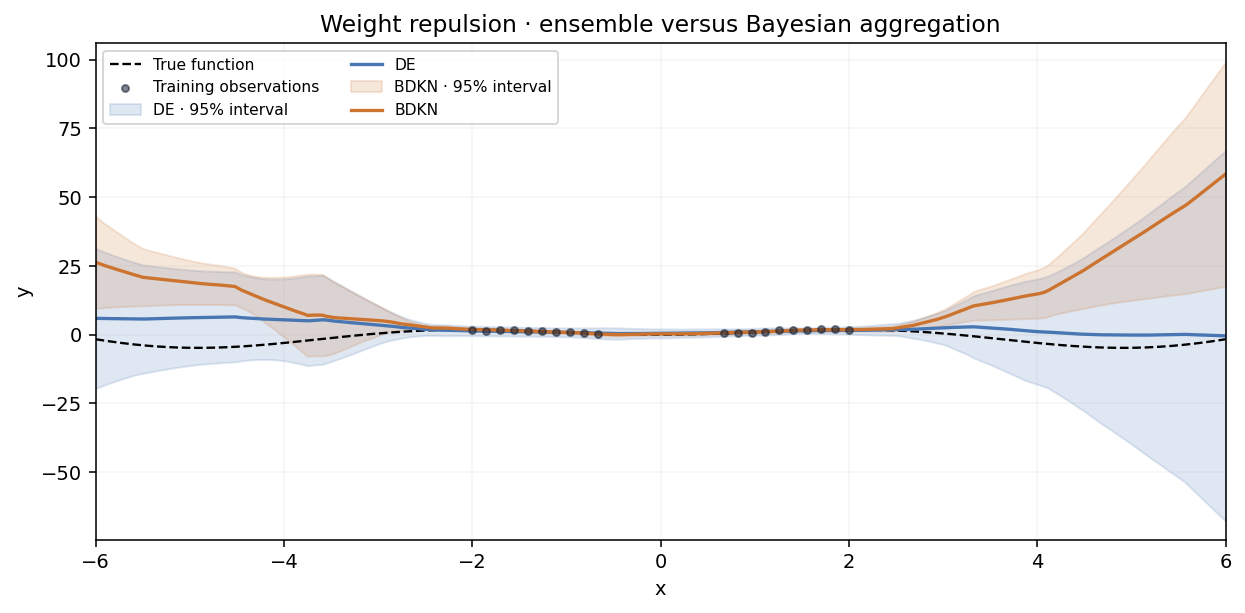 Weight repulsion · ensemble versus Bayesian aggregation
True function
Training observations
DE · 95% interval
DE
BDKN · 95% interval
BDKN
100
75
50
25
0
−25
−50
y
−6
−4
−2
0
2
4
6
x